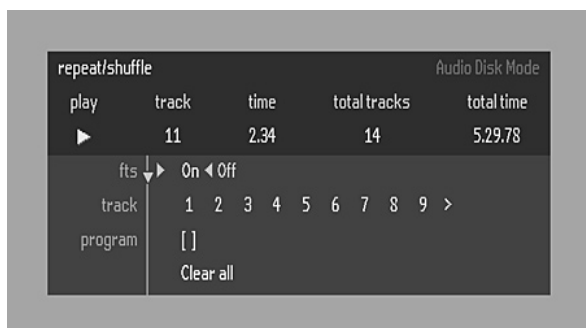 repeat/shuffle Audio Disk Mode
play track time total tracks total time
▶ 11 2.34 14 5.29.78
fts On ◀ Off
track 1 2 3 4 5 6 7 8 9 >
program [ ]
Clear all